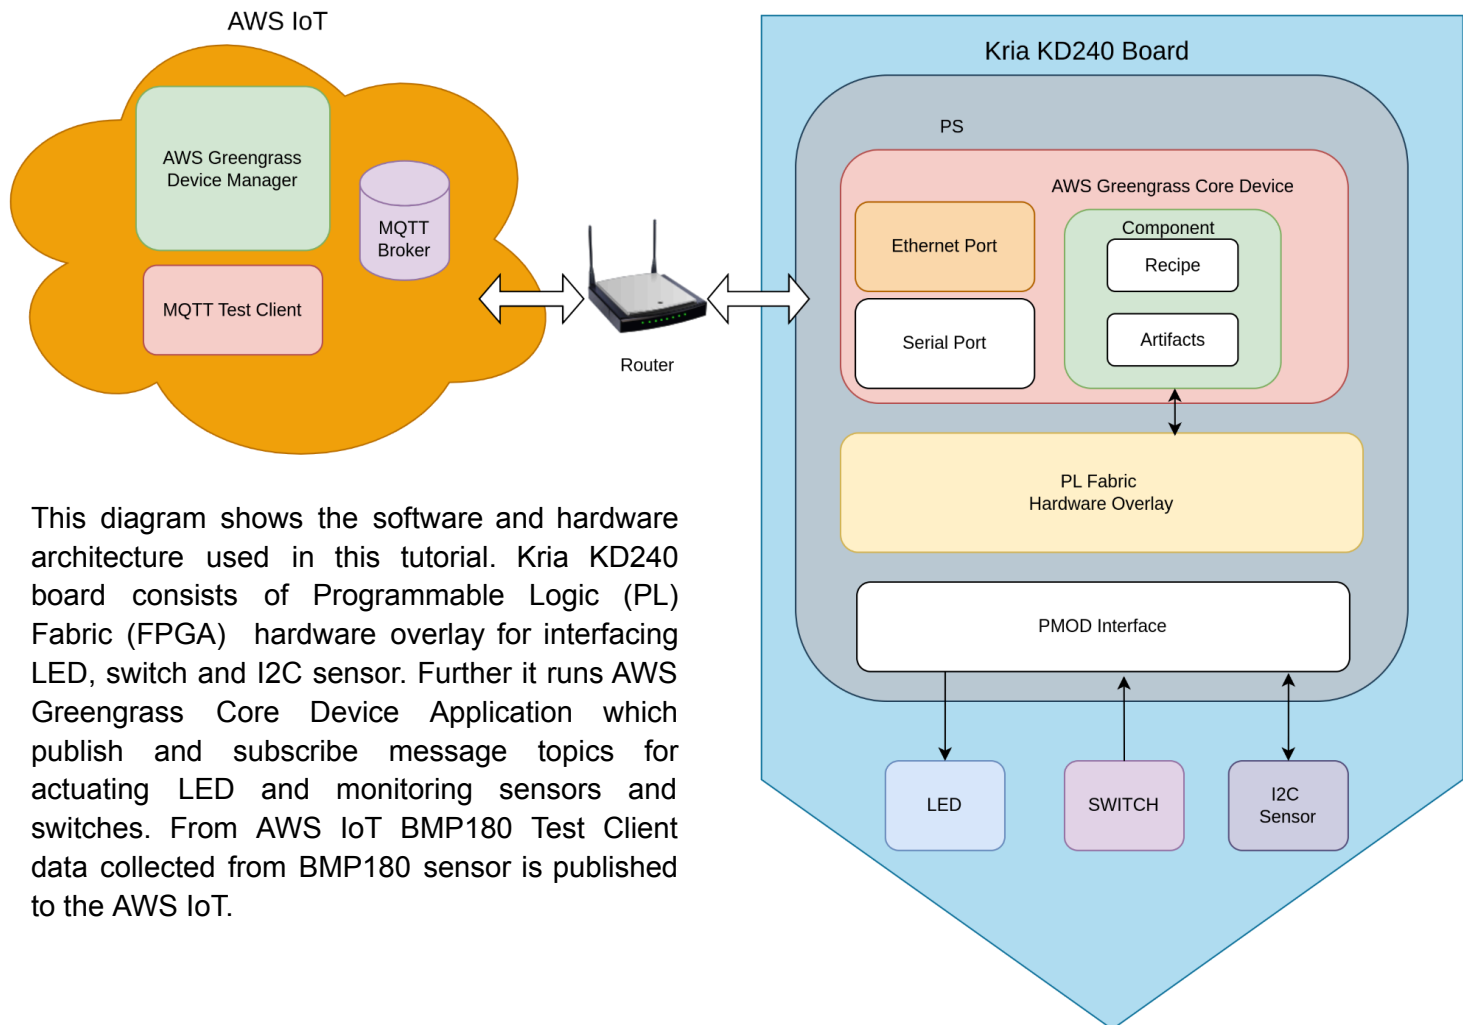 AWS IoT
AWS Greengrass
Device Manager
MQTT
Broker
MQTT Test Client
Router
Kria KD240 Board
PS
AWS Greengrass Core Device
Ethernet Port
Serial Port
Component
Recipe
Artifacts
PL Fabric
Hardware Overlay
PMOD Interface
LED
SWITCH
I2C
Sensor
This diagram shows the software and hardware
architecture used in this tutorial. Kria KD240
board consists of Programmable Logic (PL)
Fabric (FPGA) hardware overlay for interfacing
LED, switch and I2C sensor. Further it runs AWS
Greengrass Core Device Application which
publish and subscribe message topics for
actuating LED and monitoring sensors and
switches. From AWS IoT BMP180 Test Client
data collected from BMP180 sensor is published
to the AWS IoT.